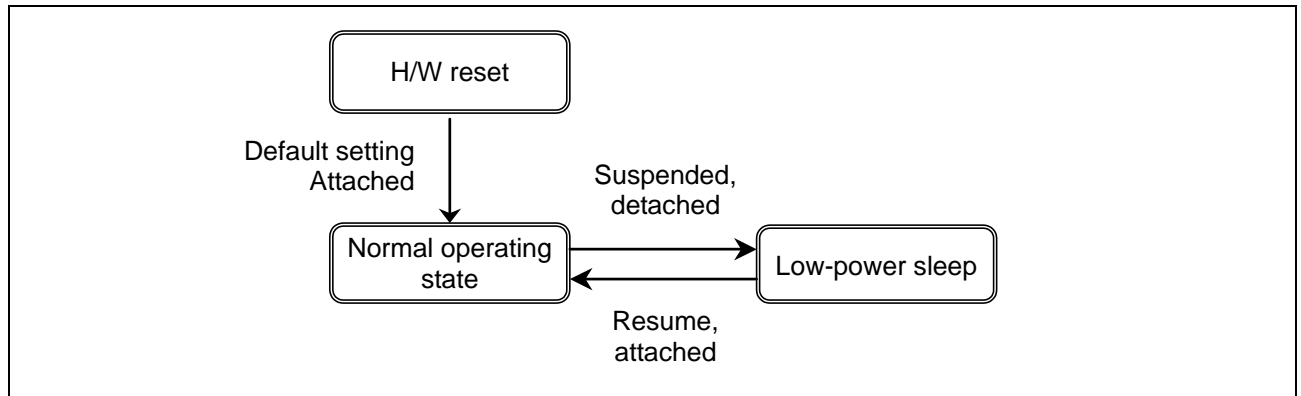 H/W reset
Default setting
Attached
Suspended,
detached
Normal operating
state
Low-power sleep
Resume,
attached